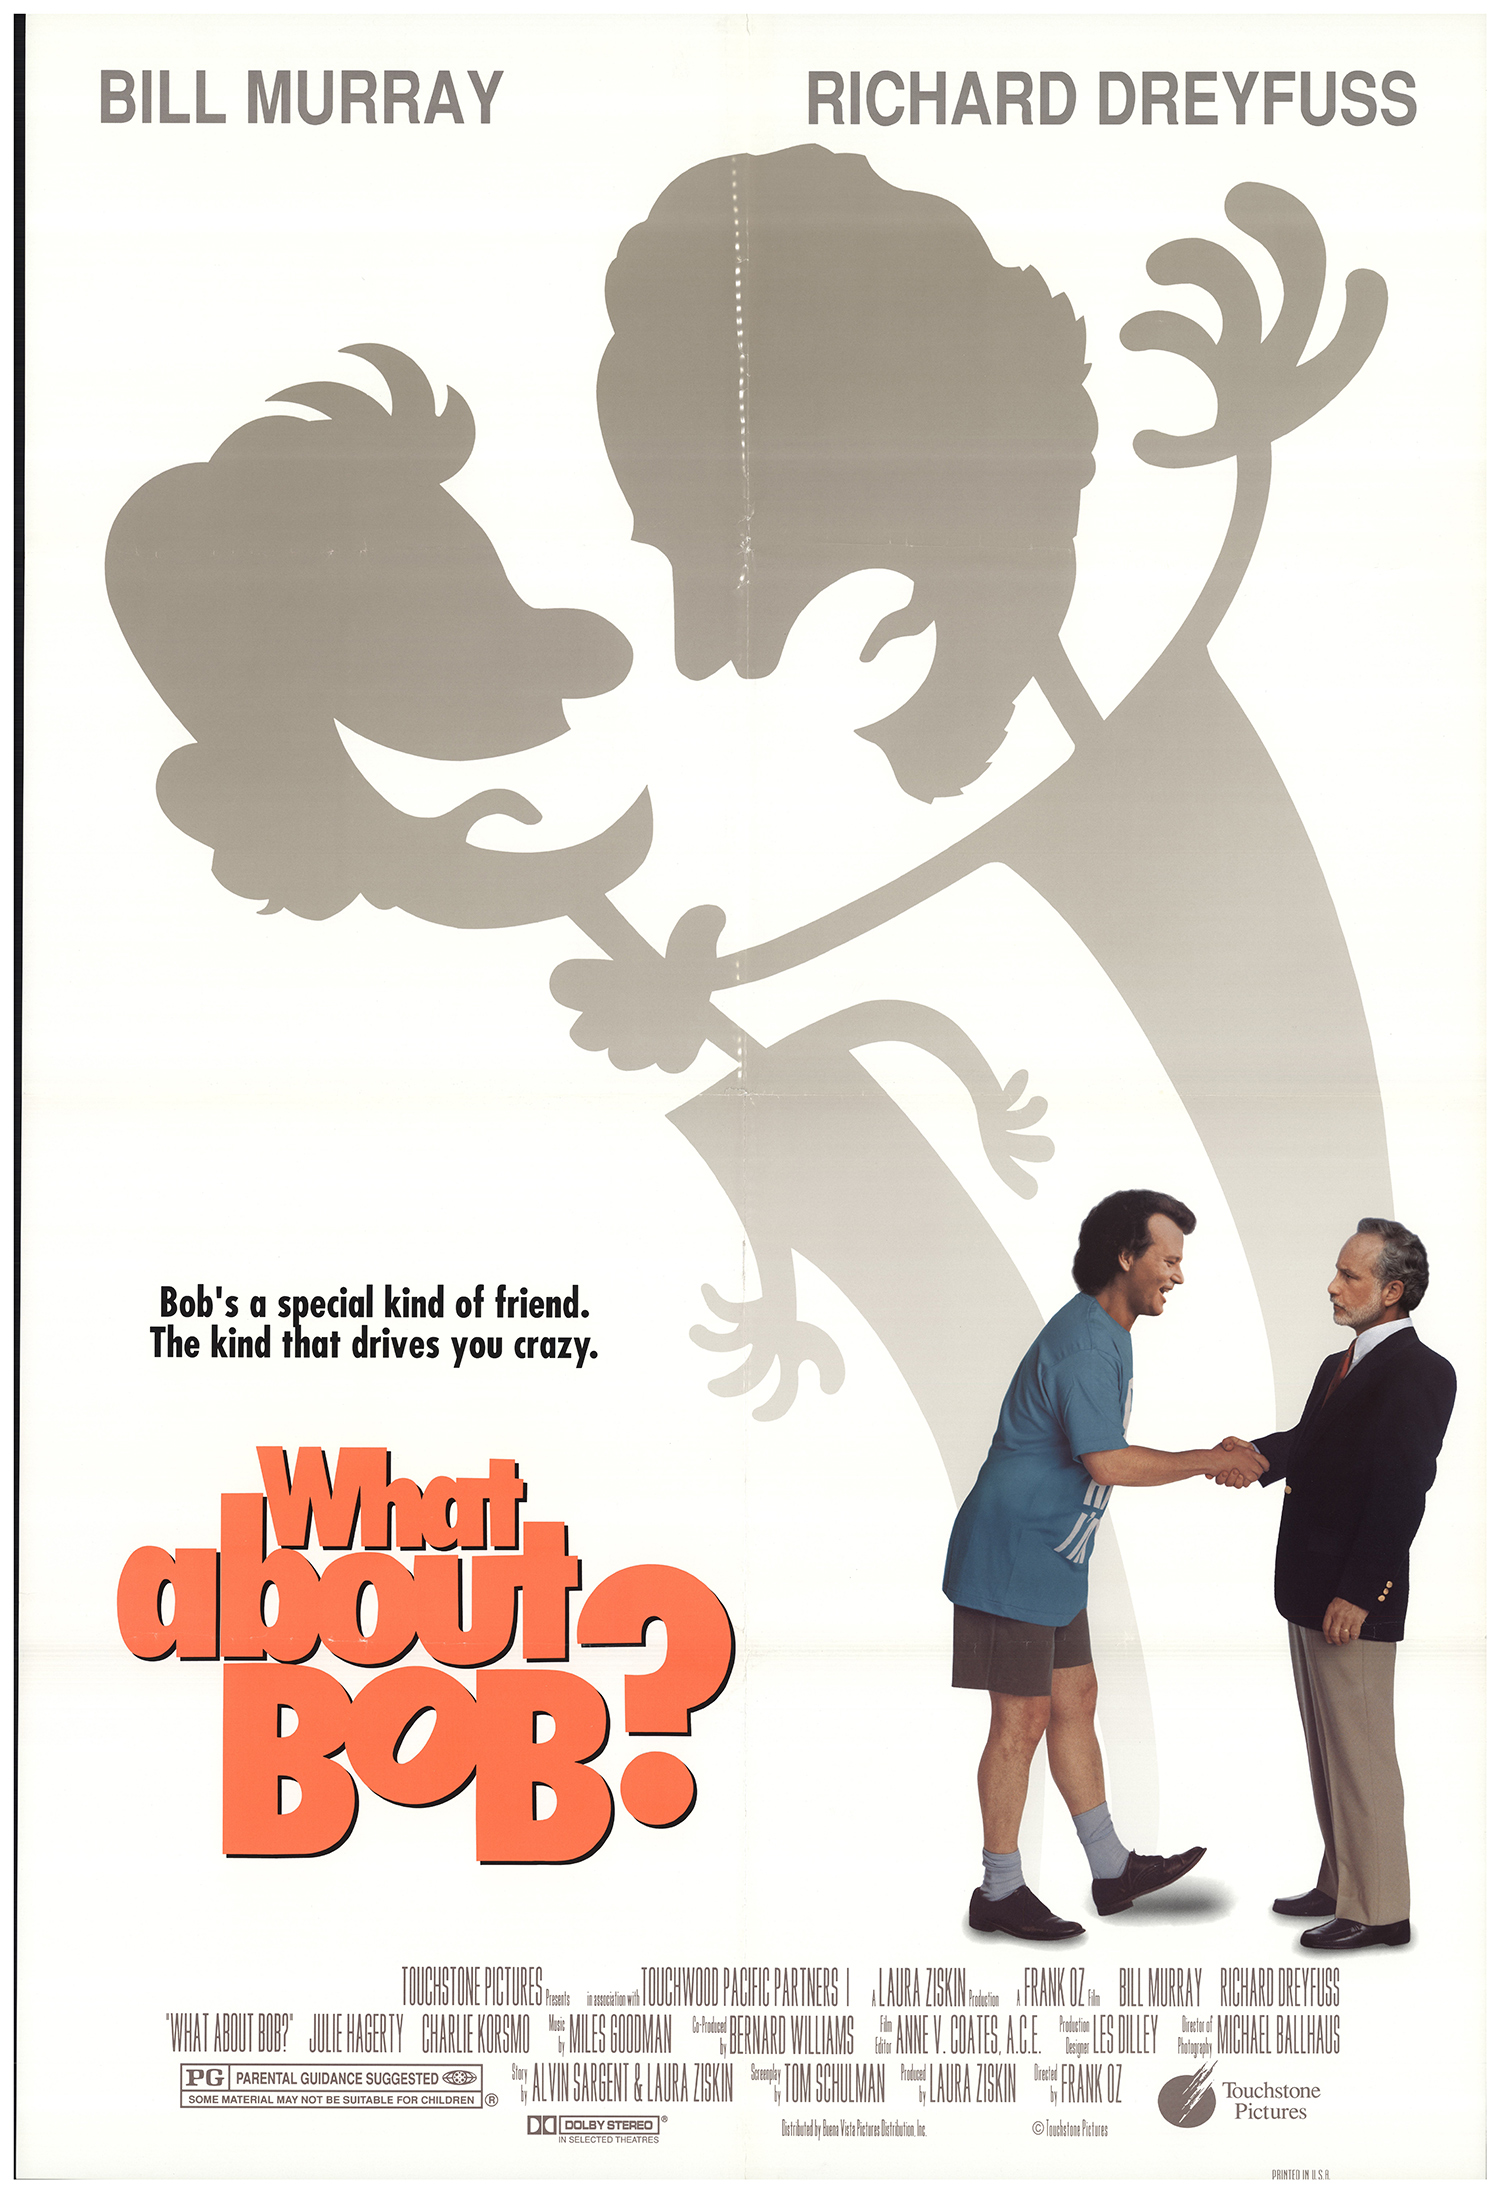 BILL MURRAY RICHARD DREYFUSS
Bob's a special kind of friend.
The kind that drives you crazy.
What
about
BOB?
TOUCHSTONE PICTURES Presents in association with TOUCHWOOD PACIFIC PARTNERS I A LAURA ZISKIN Production A FRANK OZ Film BILL MURRAY RICHARD DREYFUSS
"WHAT ABOUT BOB?" JULIE HAGERTY CHARLIE KORSMO Music by MILES GOODMAN Co-Produced by BERNARD WILLIAMS Film Editor ANNE V. COATES, A.C.E. Production Designer LES DILLEY Director of Photography MICHAEL BALLHAUS
Story by ALVIN SARGENT & LAURA ZISKIN Screenplay by TOM SCHULMAN Produced by LAURA ZISKIN Directed by FRANK OZ
PG PARENTAL GUIDANCE SUGGESTED
SOME MATERIAL MAY NOT BE SUITABLE FOR CHILDREN ®
DOLBY STEREO ®
IN SELECTED THEATRES
Distributed by Buena Vista Pictures Distribution, Inc.
© Touchstone Pictures
Touchstone
Pictures
PRINTED IN U.S.A.